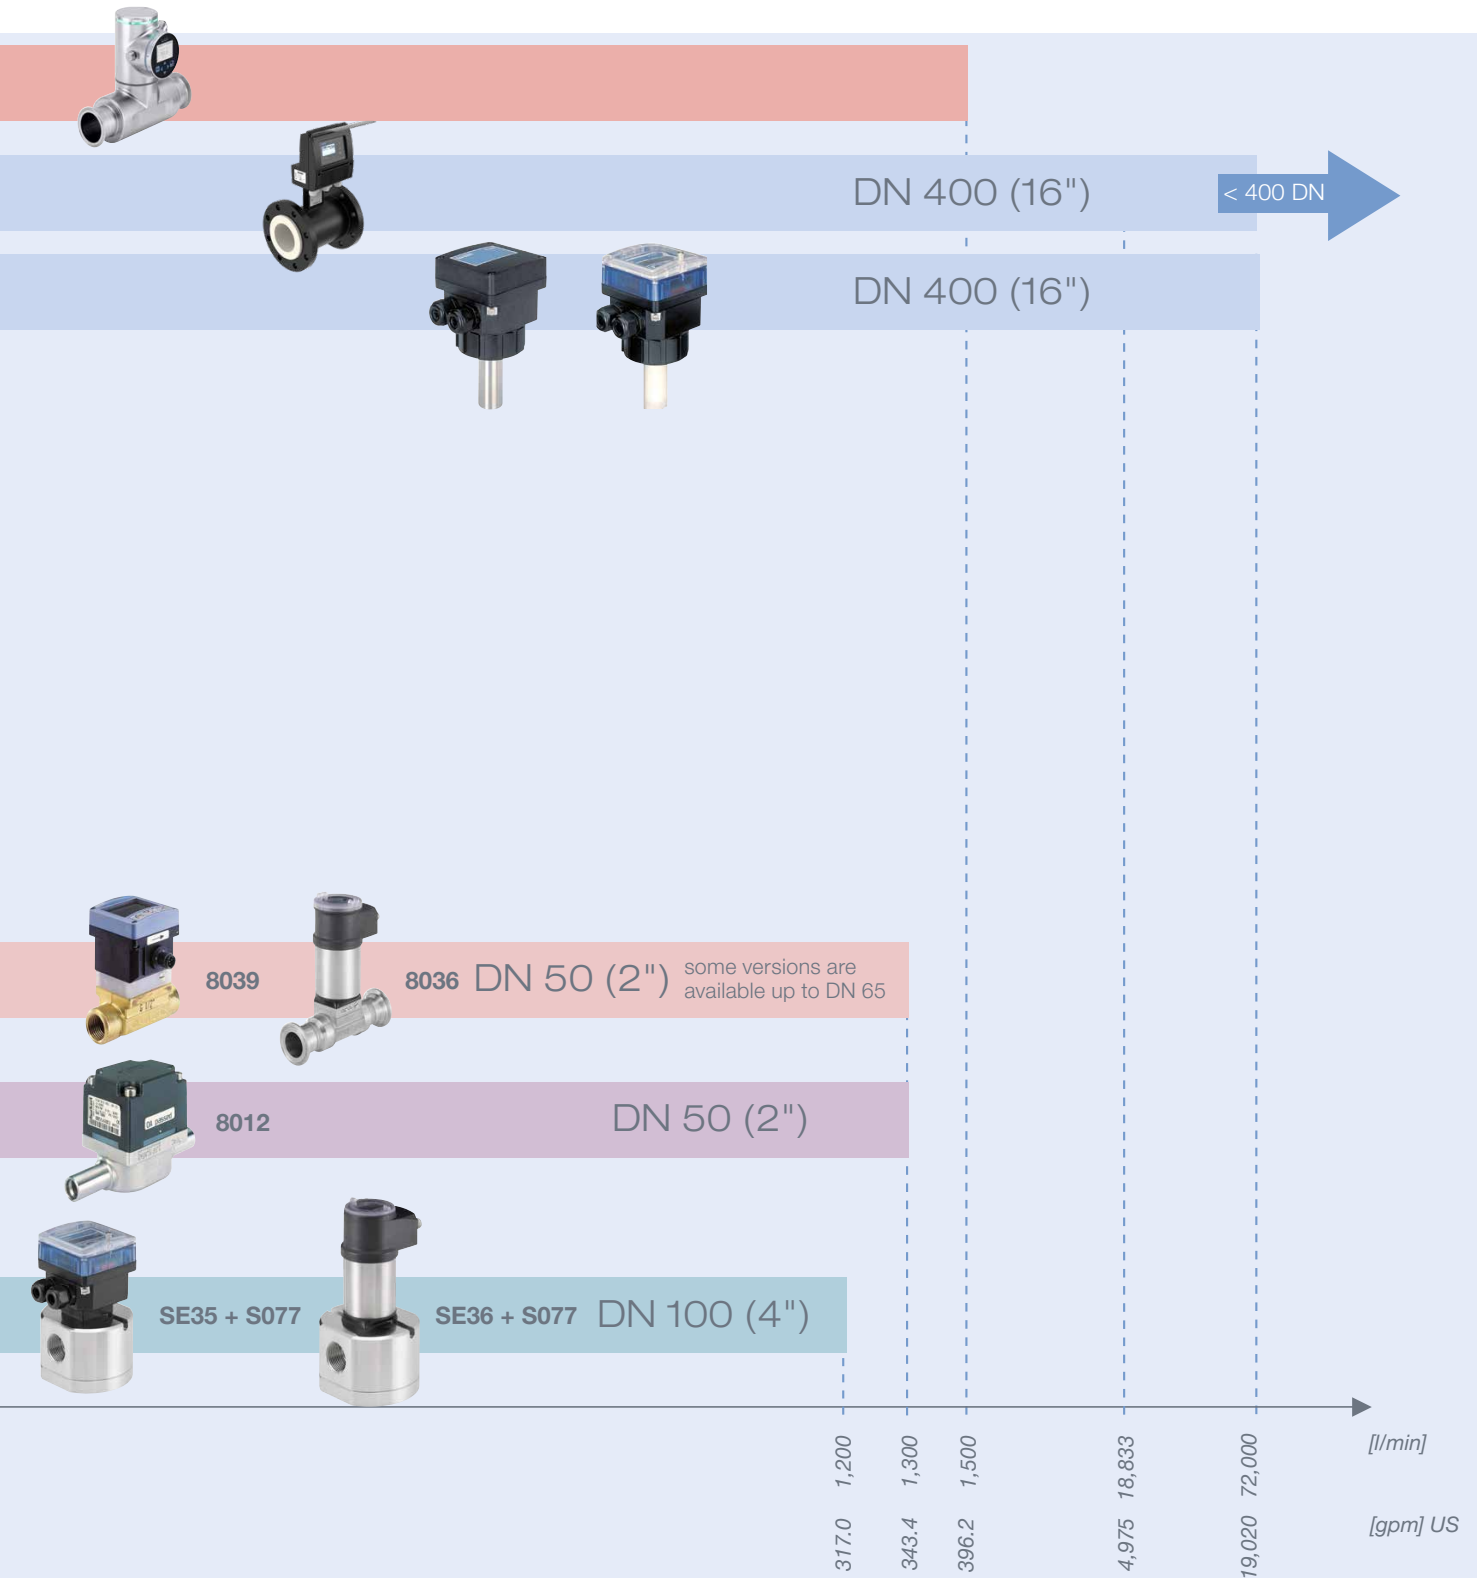 DN 400 (16")
< 400 DN
DN 400 (16")
8039
8036
DN 50 (2")
some versions are
available up to DN 65
8012
DN 50 (2")
SE35 + S077
SE36 + S077
DN 100 (4")
1,200
1,300
1,500
18,833
72,000
[l/min]
317.0
343.4
396.2
4,975
19,020
[gpm] US